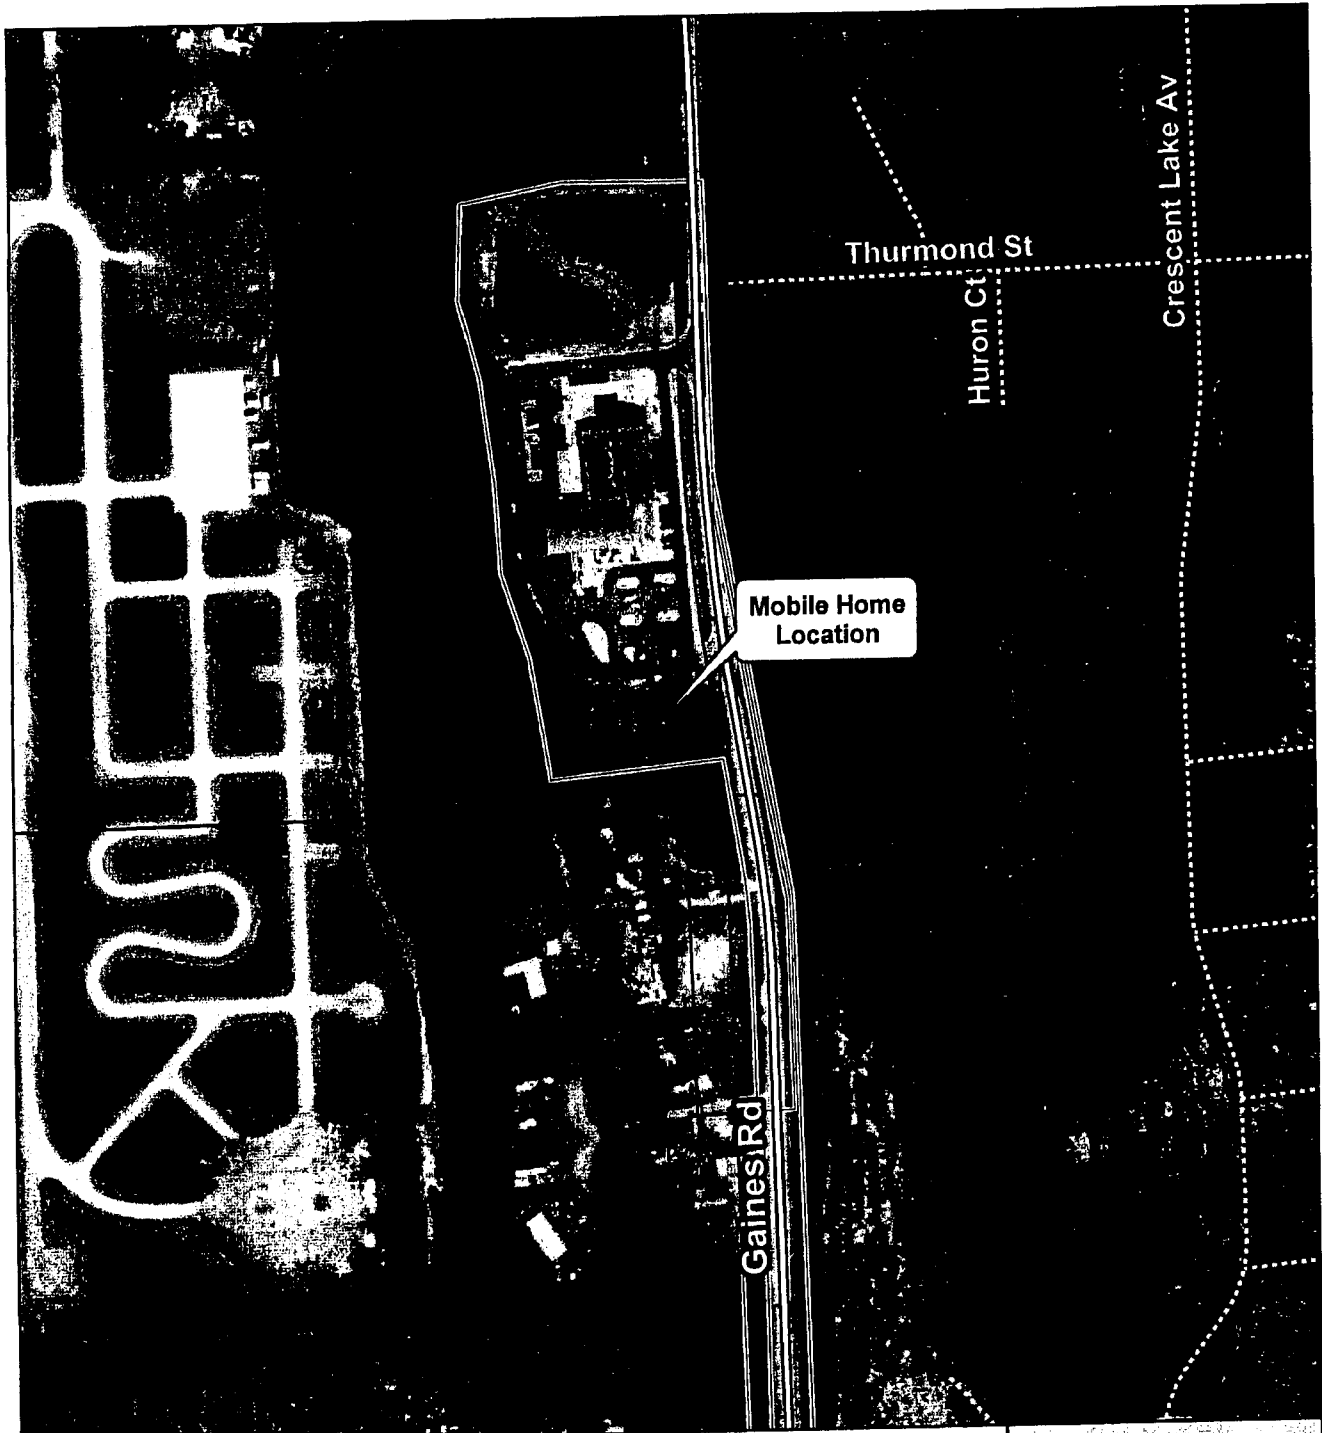 Crescent Lake Av
Thurmond St
Huron Ct
Mobile Home
Location
Gaines Rd